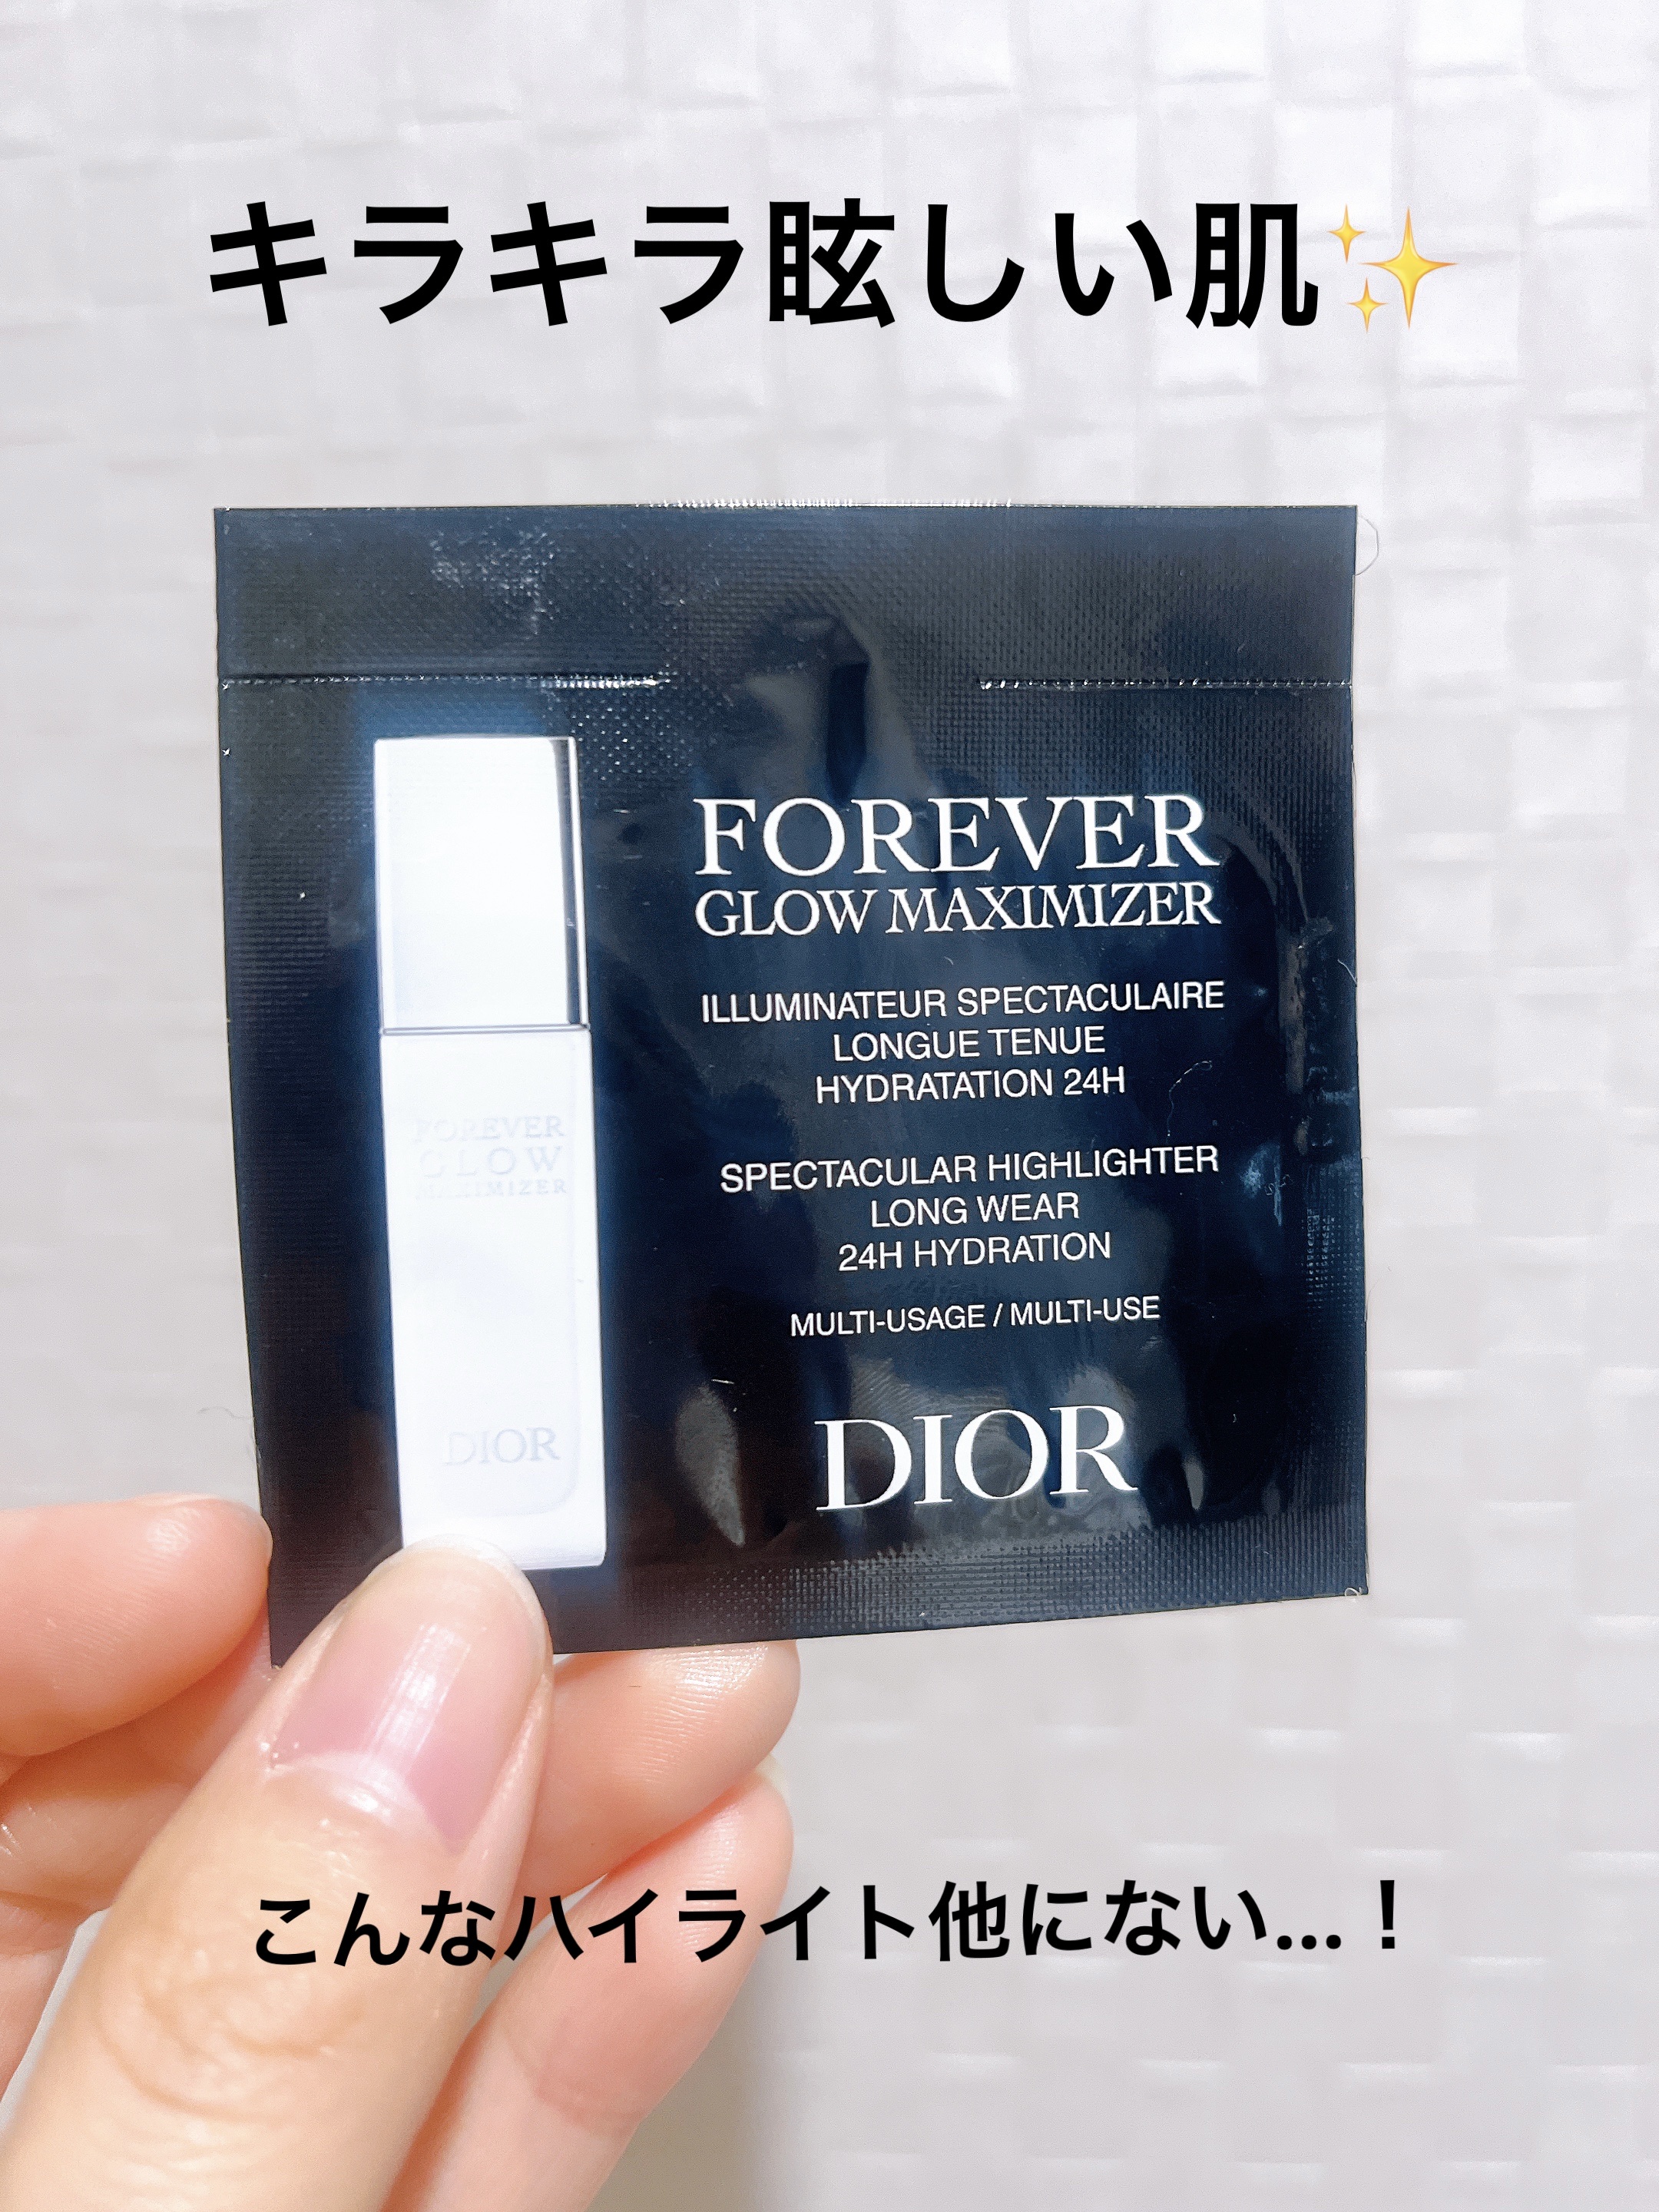 キラキラ眩しい肌✨
FOREVER
GLOW MAXIMIZER
ILLUMINATEUR SPECTACULAIRE
LONGUE TENUE
HYDRATATION 24H
SPECTACULAR HIGHLIGHTER
LONG WEAR
24H HYDRATION
MULTI-USAGE / MULTI-USE
DIOR
FOREVER
GLOW
MAXIMIZER
DIOR
こんなハイライト他にない...！